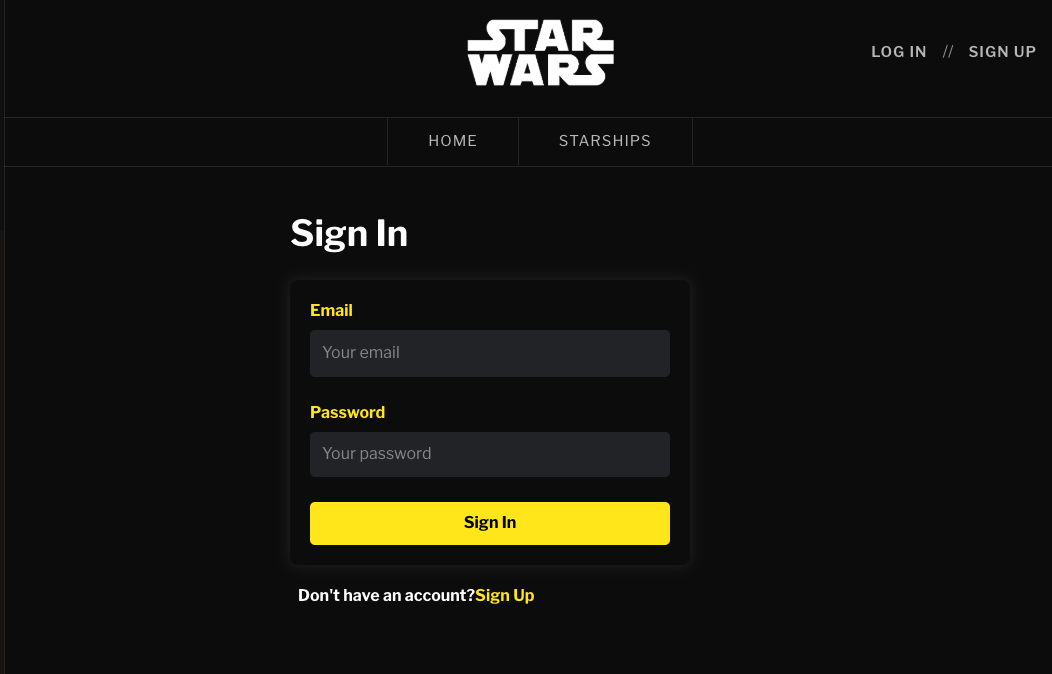 STAR
WARS
LOG IN // SIGN UP
HOME STARSHIPS
Sign In
Email
Your email
Password
Your password
Sign In
Don't have an account?Sign Up